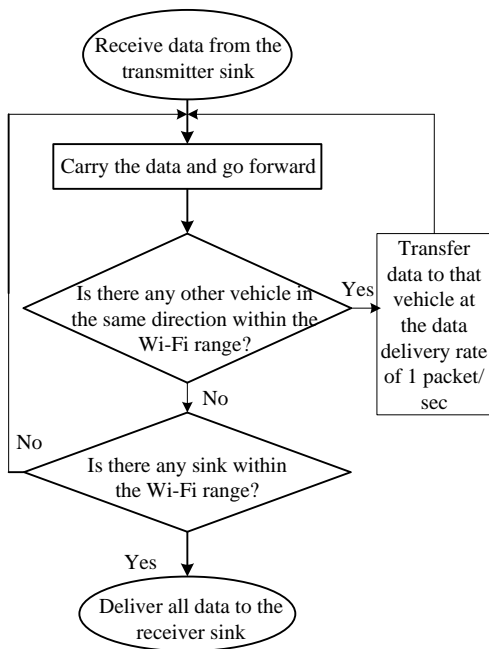 Receive data from the
transmitter sink
Carry the data and go forward
Is there any other vehicle in
the same direction within the
Wi-Fi range?
Yes
Transfer
data to that
vehicle at
the data
delivery rate
of 1 packet/
sec
No
No
Is there any sink within
the Wi-Fi range?
Yes
Deliver all data to the
receiver sink